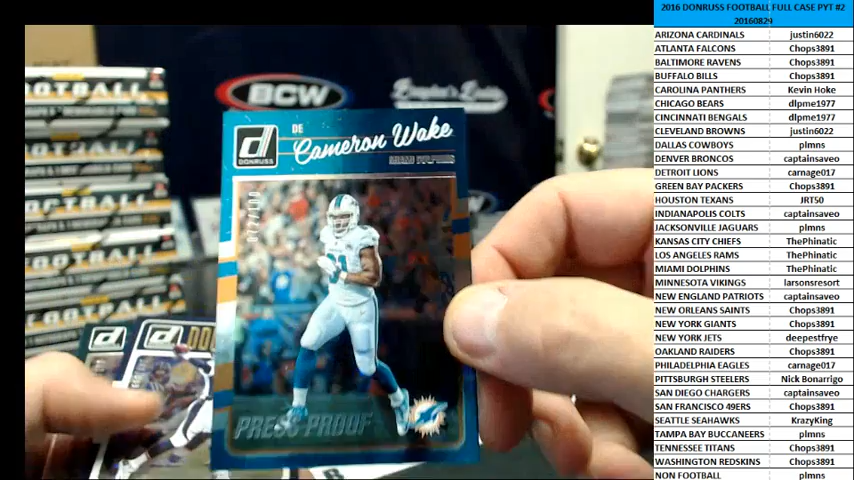 BCW
DE
Cameron Wake
DONRUSS
MIAMI DOLPHINS
072/100
PRESS PROOF
2016 DONRUSS FOOTBALL FULL CASE PYT #2
20160829
ARIZONA CARDINALS justin6022
ATLANTA FALCONS Chops3891
BALTIMORE RAVENS Chops3891
BUFFALO BILLS Chops3891
CAROLINA PANTHERS Kevin Hoke
CHICAGO BEARS dlpme1977
CINCINNATI BENGALS dlpme1977
CLEVELAND BROWNS justin6022
DALLAS COWBOYS plmns
DENVER BRONCOS captainsaveo
DETROIT LIONS carnage017
GREEN BAY PACKERS Chops3891
HOUSTON TEXANS JRT50
INDIANAPOLIS COLTS captainsaveo
JACKSONVILLE JAGUARS plmns
KANSAS CITY CHIEFS ThePhinatic
LOS ANGELES RAMS ThePhinatic
MIAMI DOLPHINS ThePhinatic
MINNESOTA VIKINGS larsonsresort
NEW ENGLAND PATRIOTS captainsaveo
NEW ORLEANS SAINTS Chops3891
NEW YORK GIANTS Chops3891
NEW YORK JETS deepestfrye
OAKLAND RAIDERS Chops3891
PHILADELPHIA EAGLES carnage017
PITTSBURGH STEELERS Nick Bonarrigo
SAN DIEGO CHARGERS captainsaveo
SAN FRANCISCO 49ERS Chops3891
SEATTLE SEAHAWKS KrazyKing
TAMPA BAY BUCCANEERS plmns
TENNESSEE TITANS Chops3891
WASHINGTON REDSKINS Chops3891
NON FOOTBALL plmns